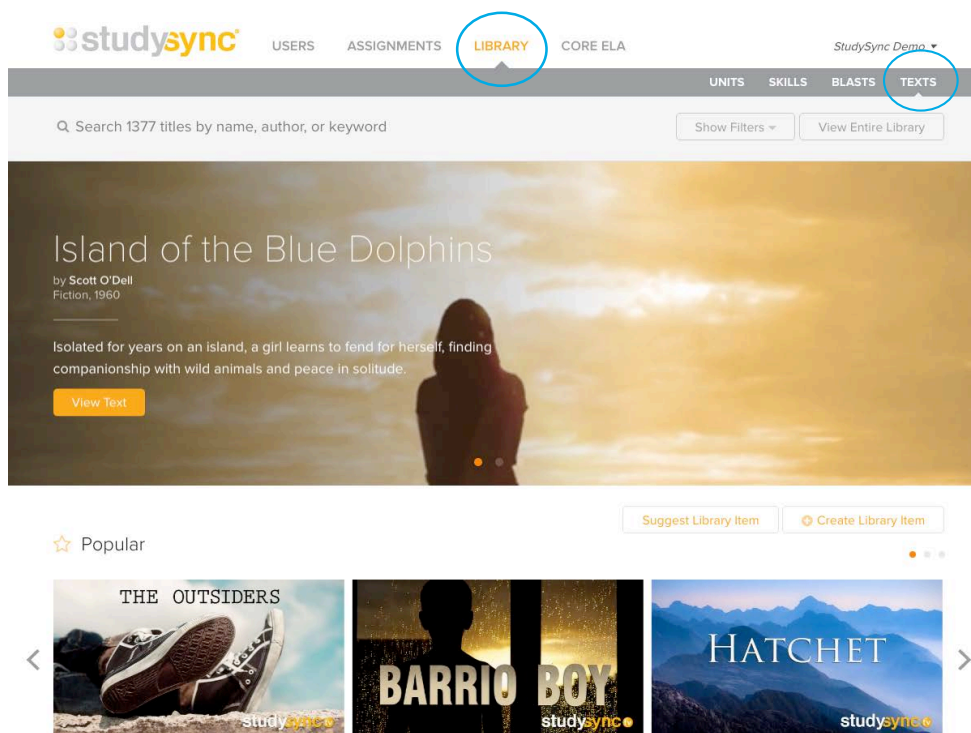 studysync USERS ASSIGNMENTS LIBRARY CORE ELA StudySync Demo
UNITS SKILLS BLASTS TEXTS
Search 1377 titles by name, author, or keyword Show Filters View Entire Library
Island of the Blue Dolphins
by Scott O'Dell
Fiction, 1960
Isolated for years on an island, a girl learns to fend for herself, finding
companionship with wild animals and peace in solitude.
View Text
Suggest Library Item Create Library Item
Popular
THE OUTSIDERS
studysync
BARRIO BOY
studysync
HATCHET
studysync